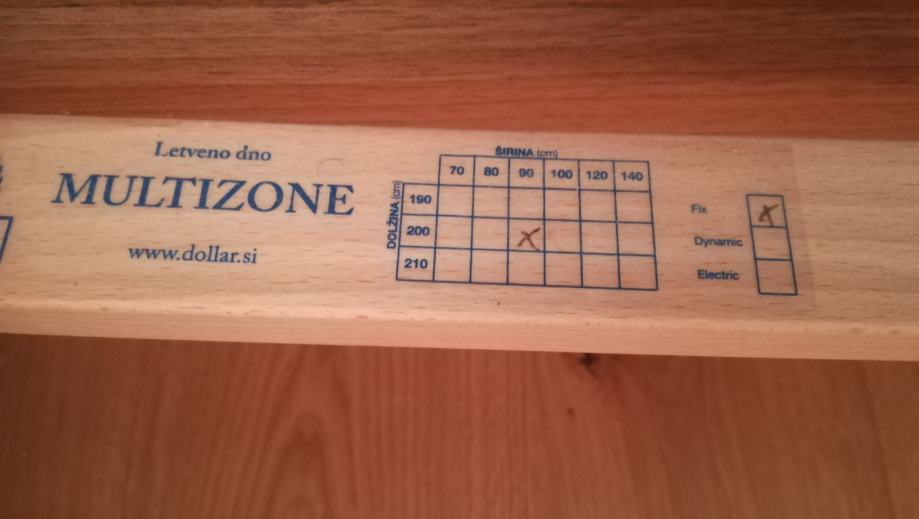 Letveno dno
MULTIZONE
www.dollar.si
ŠIRINA (cm)
70 80 90 100 120 140
DOLŽINA (cm)
190
200 X
210
Fix X
Dynamic
Electric